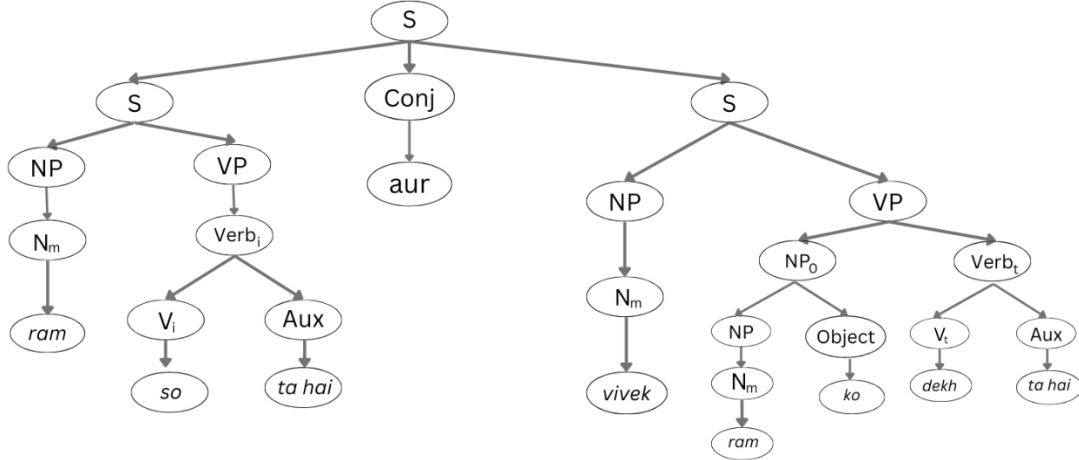 S
S Conj S
NP VP aur NP VP
Nₘ Verbᵢ NP₀ Verbₜ
ram Vᵢ Aux Nₘ NP Object Vₜ Aux
so ta hai vivek Nₘ ko dekh ta hai
ram